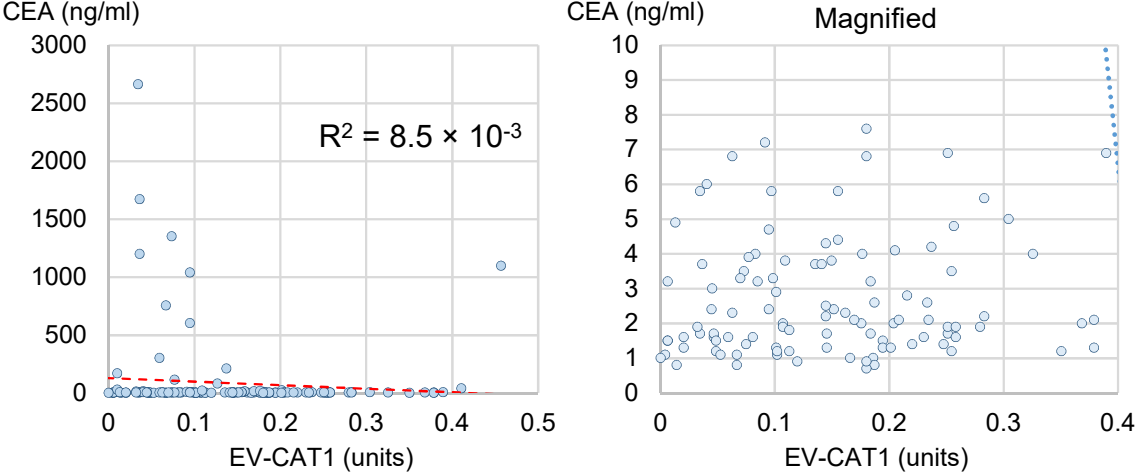 CEA (ng/ml)
3000
2500
2000
1500
1000
500
0
R² = 8.5 × 10⁻³
0 0.1 0.2 0.3 0.4 0.5
EV-CAT1 (units)
CEA (ng/ml)
Magnified
10
9
8
7
6
5
4
3
2
1
0
0 0.1 0.2 0.3 0.4
EV-CAT1 (units)